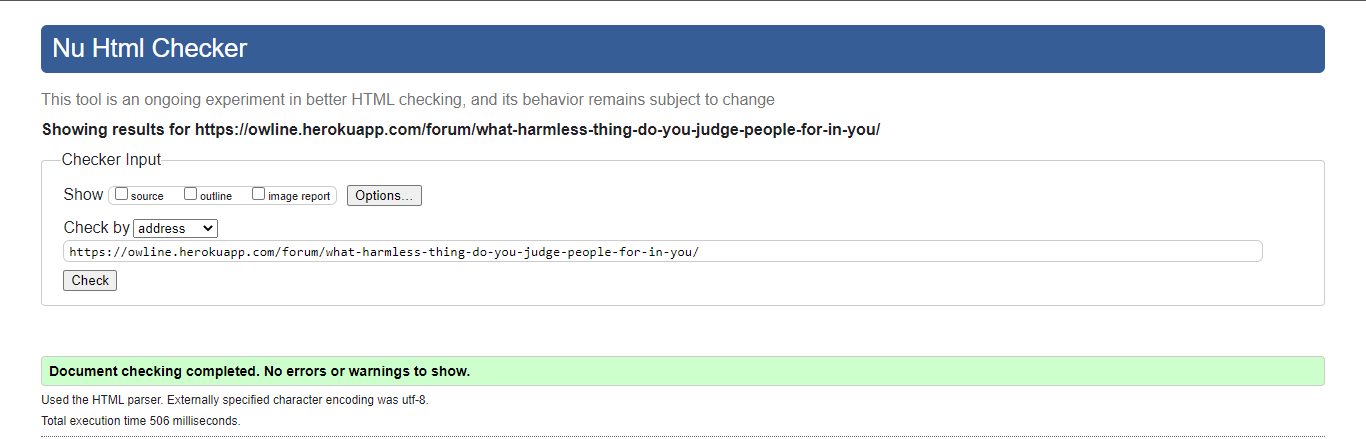 Nu Html Checker
This tool is an ongoing experiment in better HTML checking, and its behavior remains subject to change
Showing results for https://owline.herokuapp.com/forum/what-harmless-thing-do-you-judge-people-for-in-you/
Checker Input
Show source outline image report Options...
Check by address
https://owline.herokuapp.com/forum/what-harmless-thing-do-you-judge-people-for-in-you/
Check
Document checking completed. No errors or warnings to show.
Used the HTML parser. Externally specified character encoding was utf-8.
Total execution time 506 milliseconds.